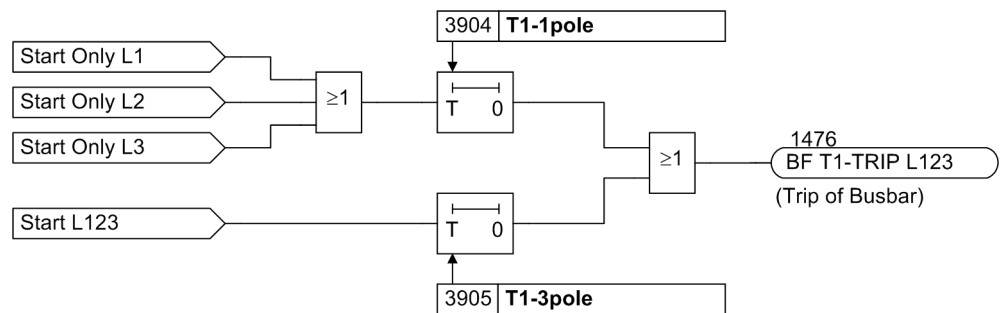 3904 T1-1pole
Start Only L1
Start Only L2
Start Only L3
≥1
T 0
≥1
1476
BF T1-TRIP L123
(Trip of Busbar)
Start L123
T 0
3905 T1-3pole